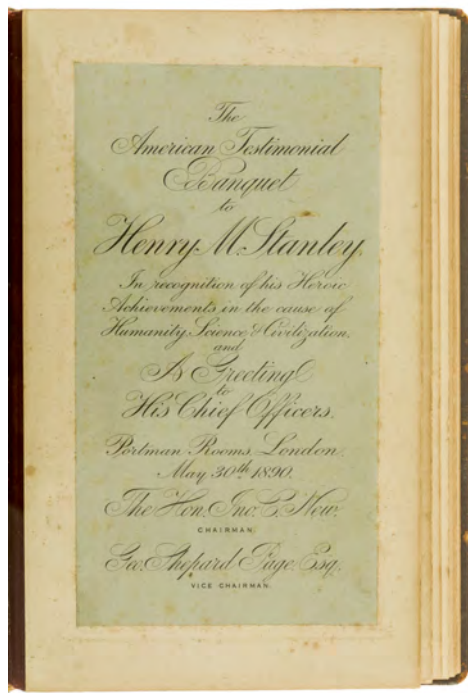 The
American Testimonial
Banquet
to
Henry M. Stanley,
In recognition of his Heroic
Achievements in the cause of
Humanity, Science & Civilization,
and
As Greeting
to
His Chief Officers.
Portman Rooms, London.
May 30th 1890.
The Hon. Jno. C. New.
CHAIRMAN.
Geo. Shepard Page. Esq.
VICE CHAIRMAN.